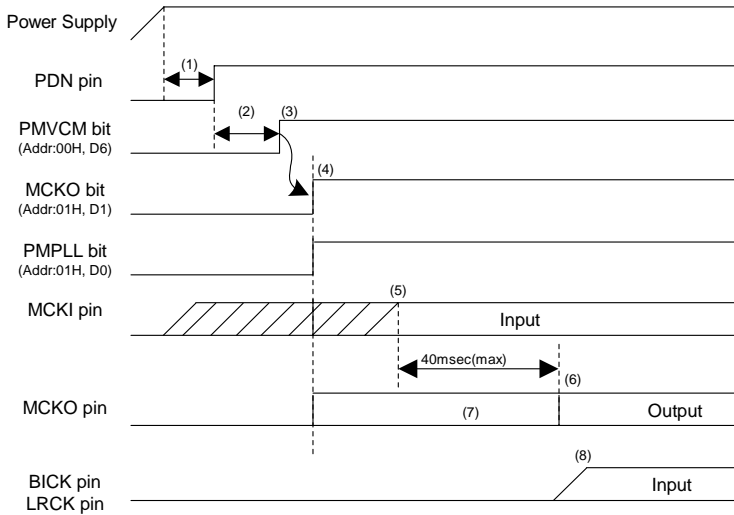 Power Supply
(1)
PDN pin
(2)
(3)
PMVCM bit
(Addr:00H, D6)
(4)
MCKO bit
(Addr:01H, D1)
PMPLL bit
(Addr:01H, D0)
(5)
MCKI pin
Input
40msec(max)
(6)
MCKO pin
(7)
Output
(8)
BICK pin
LRCK pin
Input